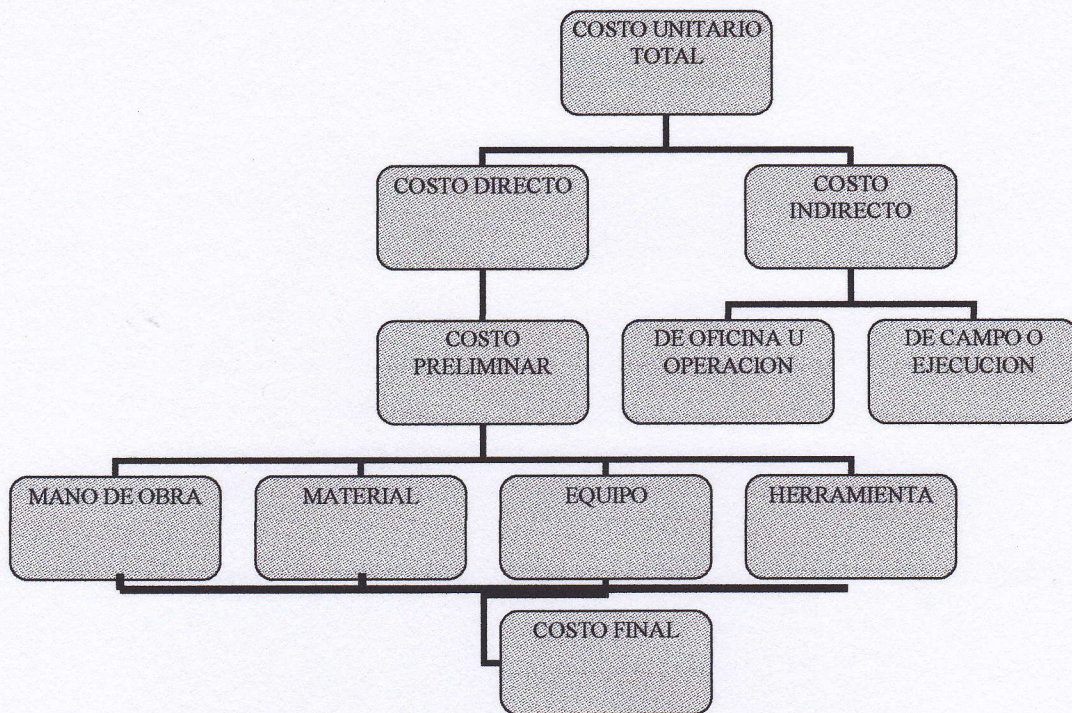 COSTO UNITARIO
TOTAL
COSTO DIRECTO
COSTO
INDIRECTO
COSTO
PRELIMINAR
DE OFICINA U
OPERACION
DE CAMPO O
EJECUCION
MANO DE OBRA
MATERIAL
EQUIPO
HERRAMIENTA
COSTO FINAL